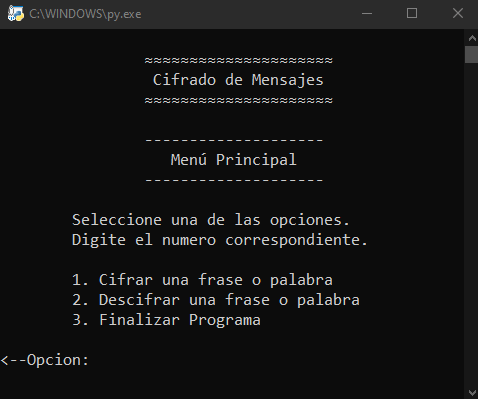 C:\WINDOWS\py.exe
≈≈≈≈≈≈≈≈≈≈≈≈≈≈≈≈≈≈≈≈≈
Cifrado de Mensajes
≈≈≈≈≈≈≈≈≈≈≈≈≈≈≈≈≈≈≈≈≈
--------------------
Menú Principal
--------------------
Seleccione una de las opciones.
Digite el numero correspondiente.
1. Cifrar una frase o palabra
2. Descifrar una frase o palabra
3. Finalizar Programa
<--Opcion: